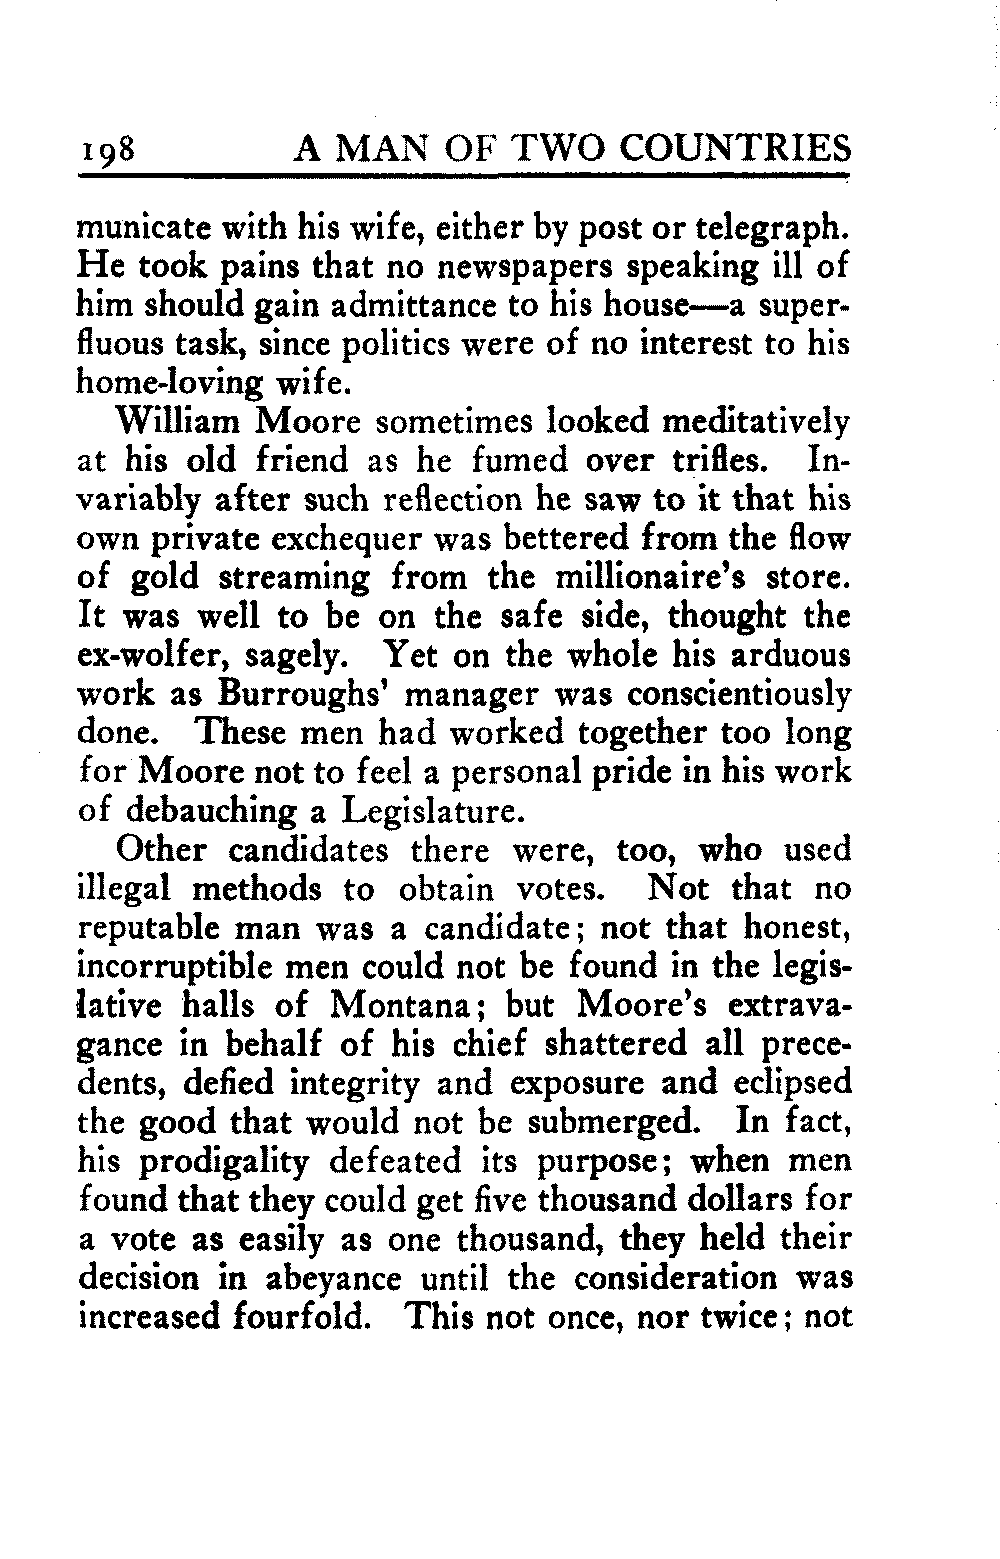 198 A MAN OF TWO COUNTRIES
municate with his wife, either by post or telegraph.
He took pains that no newspapers speaking ill of
him should gain admittance to his house—a super-
fluous task, since politics were of no interest to his
home-loving wife.
William Moore sometimes looked meditatively
at his old friend as he fumed over trifles. In-
variably after such reflection he saw to it that his
own private exchequer was bettered from the flow
of gold streaming from the millionaire's store.
It was well to be on the safe side, thought the
ex-wolfer, sagely. Yet on the whole his arduous
work as Burroughs' manager was conscientiously
done. These men had worked together too long
for Moore not to feel a personal pride in his work
of debauching a Legislature.
Other candidates there were, too, who used
illegal methods to obtain votes. Not that no
reputable man was a candidate; not that honest,
incorruptible men could not be found in the legis-
lative halls of Montana; but Moore's extrava-
gance in behalf of his chief shattered all prece-
dents, defied integrity and exposure and eclipsed
the good that would not be submerged. In fact,
his prodigality defeated its purpose; when men
found that they could get five thousand dollars for
a vote as easily as one thousand, they held their
decision in abeyance until the consideration was
increased fourfold. This not once, nor twice; not